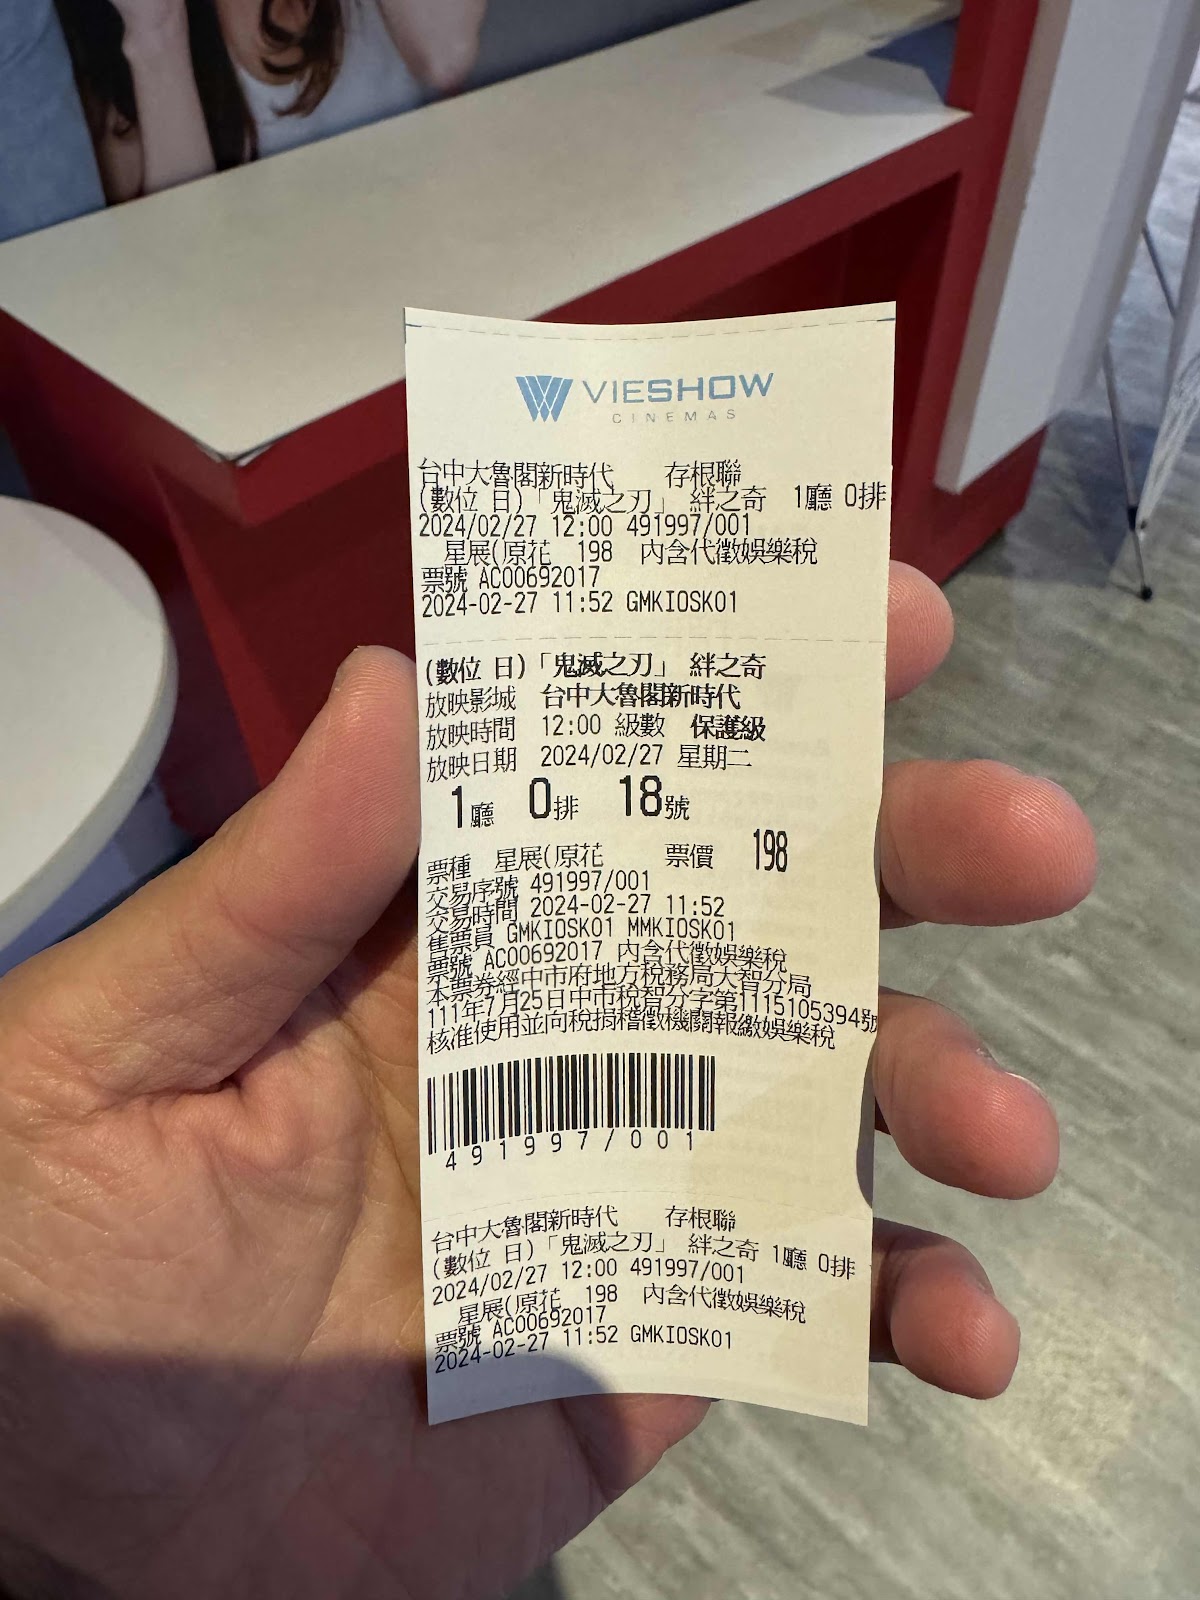 VIESHOW
CINEMAS
台中大魯閣新時代 存根聯
(數位 日)「鬼滅之刃」 絆之奇 1廳 0排
2024/02/27 12:00 491997/001
星展(原花 198 內含代徵娛樂稅
票號 AC00692017
2024-02-27 11:52 GMKIOSK01
(數位 日)「鬼滅之刃」 絆之奇
放映影城 台中大魯閣新時代
放映時間 12:00 級數 保護級
放映日期 2024/02/27 星期二
1廳 0排 18號
票種 星展(原花 票價 198
交易序號 491997/001
交易時間 2024-02-27 11:52
售票員 GMKIOSK01 MMKIOSK01
票號 AC00692017 內含代徵娛樂稅
本票券經中市府地方稅務局大智分局
111年7月25日中市稅智分字第1115105394號
核准使用並向稅捐稽徵機關報繳娛樂稅
491997/001
台中大魯閣新時代 存根聯
(數位 日)「鬼滅之刃」 絆之奇 1廳 0排
2024/02/27 12:00 491997/001
星展(原花 198 內含代徵娛樂稅
票號 AC00692017
2024-02-27 11:52 GMKIOSK01